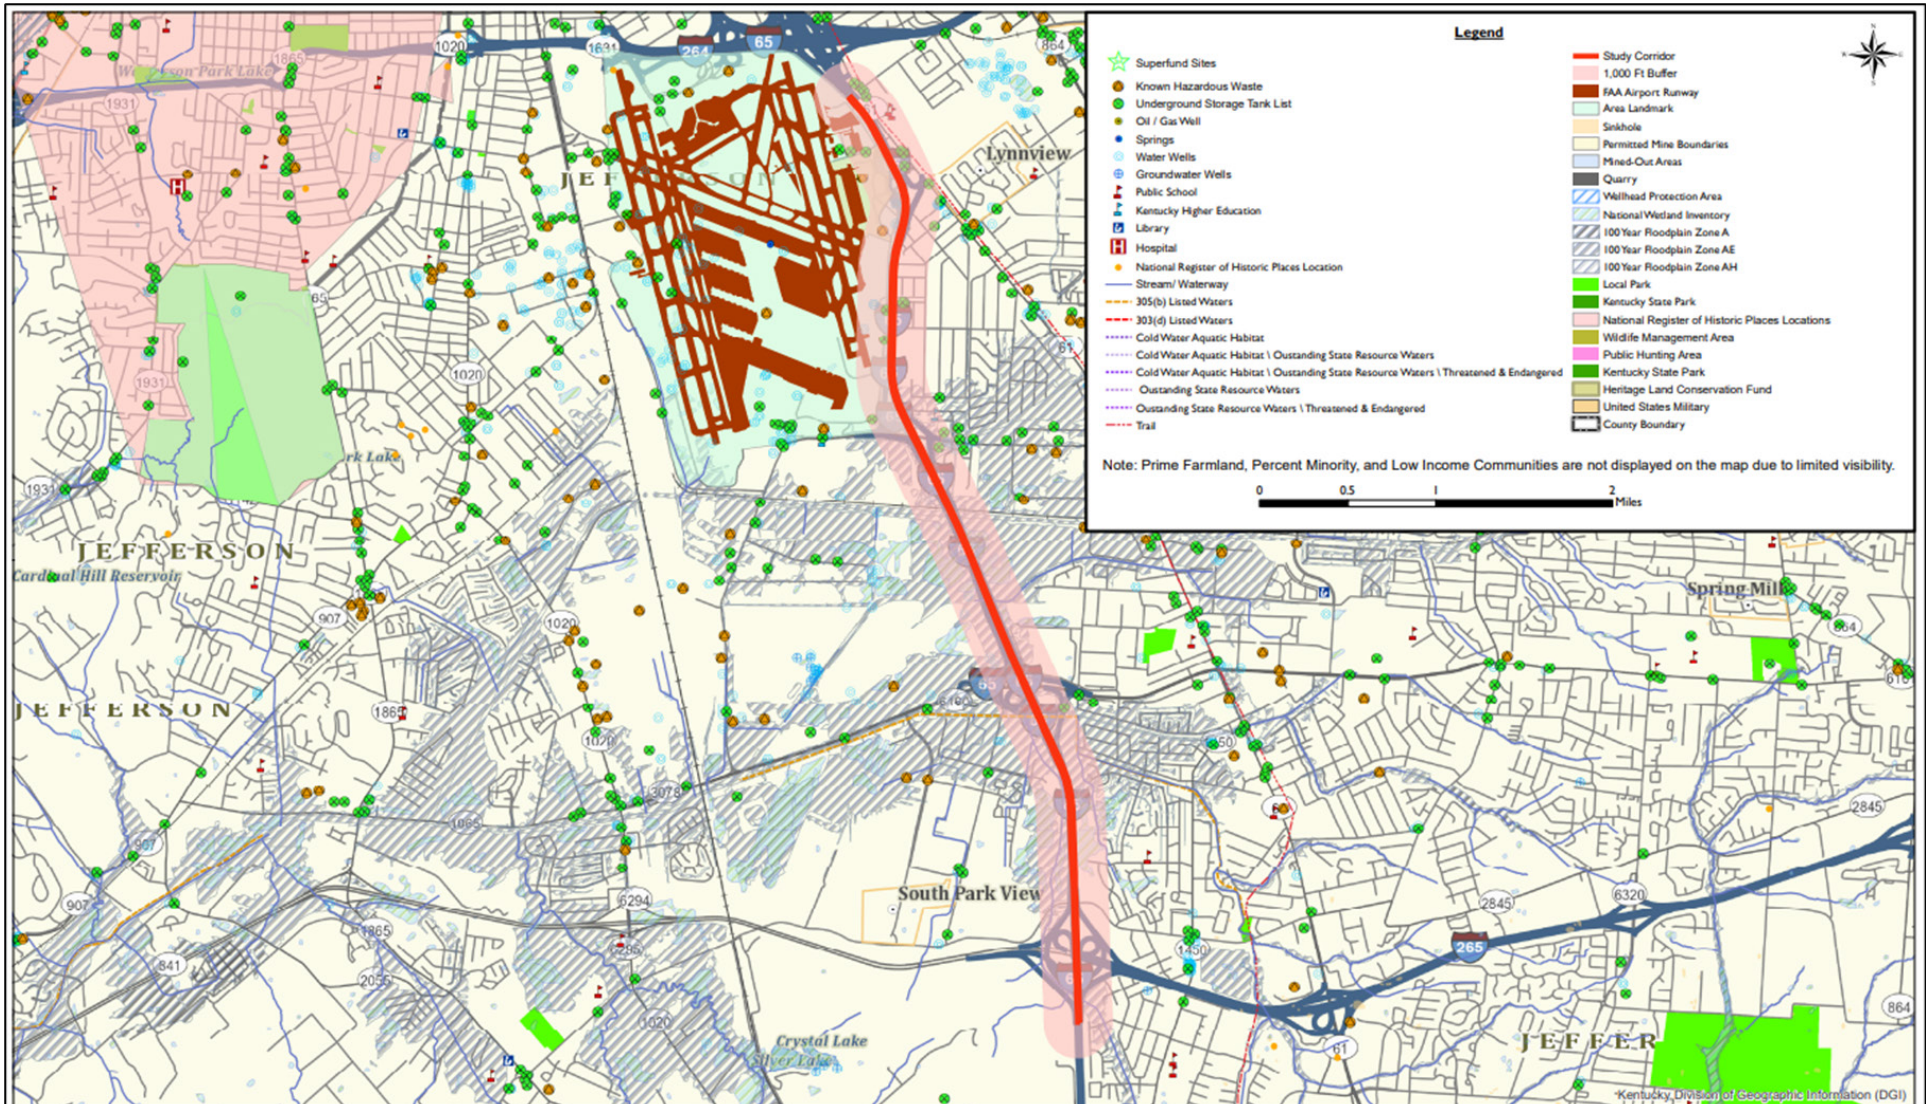 Legend
Superfund Sites
Known Hazardous Waste
Underground Storage Tank List
Oil / Gas Well
Springs
Water Wells
Groundwater Wells
Public School
Kentucky Higher Education
Library
Hospital
National Register of Historic Places Location
Stream/ Waterway
305(b) Listed Waters
303(d) Listed Waters
Cold Water Aquatic Habitat
Cold Water Aquatic Habitat \ Oustanding State Resource Waters
Cold Water Aquatic Habitat \ Oustanding State Resource Waters \ Threatened & Endangered
Oustanding State Resource Waters
Oustanding State Resource Waters \ Threatened & Endangered
Trail
Study Corridor
1,000 Ft Buffer
FAA Airport Runway
Area Landmark
Sinkhole
Permitted Mine Boundaries
Mined-Out Areas
Quarry
Wellhead Protection Area
National Wetland Inventory
100 Year Floodplain Zone A
100 Year Floodplain Zone AE
100 Year Floodplain Zone AH
Local Park
Kentucky State Park
National Register of Historic Places Locations
Wildlife Management Area
Public Hunting Area
Kentucky State Park
Heritage Land Conservation Fund
United States Military
County Boundary
Note: Prime Farmland, Percent Minority, and Low Income Communities are not displayed on the map due to limited visibility.
0 0.5 1 2
Miles
1020
1631
264
65
864
1865
1931
Lynnview
H
61
1020
1931
1931
rk Lake
JEFFERSON
Cardinal Hill Reservoir
907
1020
Spring Mill
864
JEFFERSON
1865
1020
65
3078
1065
2845
907
907
South Park View
6294
2845
6320
1865
841
2055
1450
265
1020
864
Crystal Lake
Silver Lake
61
JEFFER
Kentucky Division of Geographic Information (DGI)